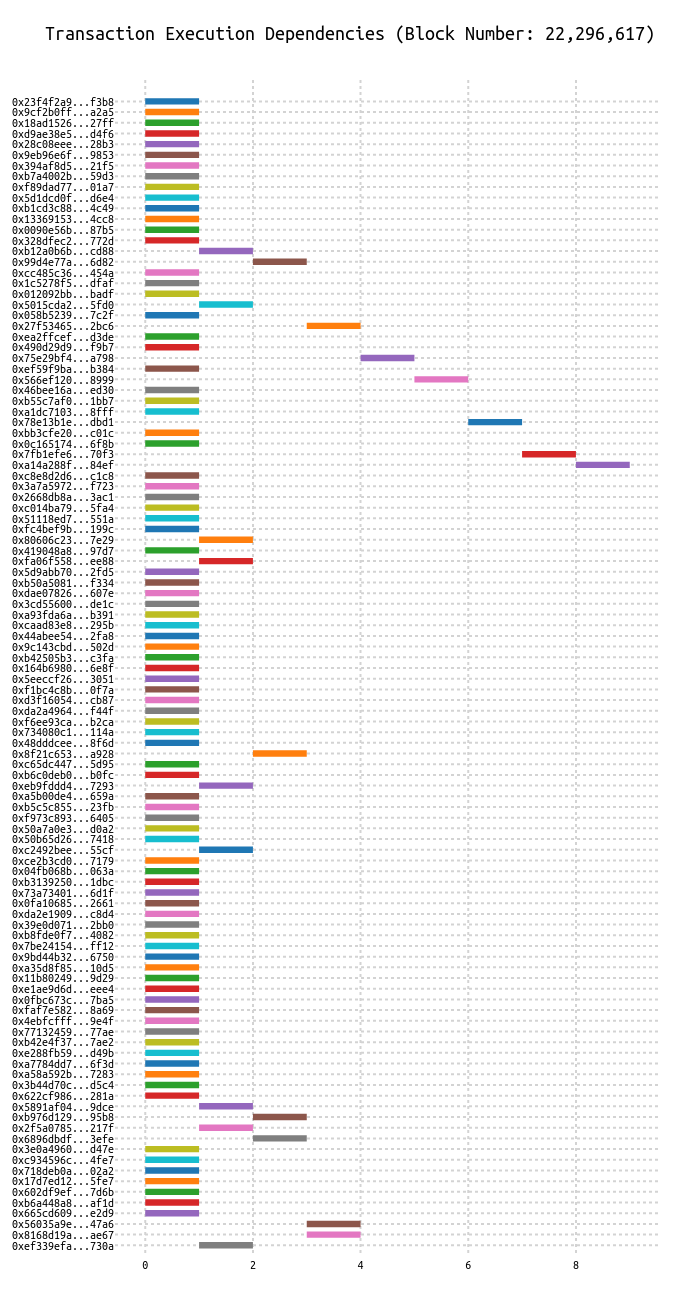 Transaction Execution Dependencies (Block Number: 22,296,617)
0x23f4f2a9...f3b8
0x9cf2b0ff...a2a5
0x18ad1526...27ff
0xd9ae38e5...d4f6
0x28c08eee...28b3
0x9eb96e6f...9853
0x394af8d5...21f5
0xb7a4002b...59d3
0xf89dad77...01a7
0x5d1dcd0f...d6e4
0xb1cd3c88...4c49
0x13369153...4cc8
0x0090e56b...87b5
0x328dfec2...772d
0xb12a0b6b...cd88
0x99d4e77a...6d82
0xcc485c36...454a
0x1c5278f5...dfaf
0x012092bb...badf
0x5015cda2...5fd0
0x058b5239...7c2f
0x27f53465...2bc6
0xea2ffcef...d3de
0x490d29d9...f9b7
0x75e29bf4...a798
0xef59f9ba...b384
0x566ef120...8999
0x46bee16a...ed30
0xb55c7af0...1bb7
0xa1dc7103...8fff
0x78e13b1e...dbd1
0xbb3cfe20...c01c
0x0c165174...6f8b
0x7fb1efe6...70f3
0xa14a288f...84ef
0xc8e8d2d6...c1c8
0x3a7a5972...f723
0x2668db8a...3ac1
0xc014ba79...5fa4
0x51118ed7...551a
0xfc4bef9b...199c
0x80606c23...7e29
0x419048a8...97d7
0xfa06f558...ee88
0x5d9abb70...2fd5
0xb50a5081...f334
0xdae07826...607e
0x3cd55600...de1c
0xa93fda6a...b391
0xcaad83e8...295b
0x44abee54...2fa8
0x9c143cbd...502d
0xb42505b3...c3fa
0x164b6980...6e8f
0x5eeccf26...3051
0xf1bc4c8b...0f7a
0xd3f16054...cb87
0xda2a4964...f44f
0xf6ee93ca...b2ca
0x734080c1...114a
0x48dddcee...8f6d
0x8f21c653...a928
0xc65dc447...5d95
0xb6c0deb0...b0fc
0xeb9fddd4...7293
0xa5b00de4...659a
0xb5c5c855...23fb
0xf973c893...6405
0x50a7a0e3...d0a2
0x50b65d26...7418
0xc2492bee...55cf
0xce2b3cd0...7179
0x04fb068b...063a
0xb3139250...1dbc
0x73a73401...6d1f
0x0fa10685...2661
0xda2e1909...c8d4
0x39e0d071...2bb0
0xb8fde0f7...4082
0x7be24154...ff12
0x9bd44b32...6750
0xa35d8f85...10d5
0x11b80249...9d29
0xe1ae9d6d...eee4
0x0fbc673c...7ba5
0xfaf7e582...8a69
0x4ebfcfff...9e4f
0x77132459...77ae
0xb42e4f37...7ae2
0xe288fb59...d49b
0xa7784dd7...6f3d
0xa58a592b...7283
0x3b44d70c...d5c4
0x622cf986...281a
0x5891af04...9dce
0xb976d129...95b8
0x2f5a0785...217f
0x6896dbdf...3efe
0x3e0a4960...d47e
0xc934596c...4fe7
0x718deb0a...02a2
0x17d7ed12...5fe7
0x602df9ef...7d6b
0xb6a448a8...af1d
0x665cd609...e2d9
0x56035a9e...47a6
0x8168d19a...ae67
0xef339efa...730a
0 2 4 6 8